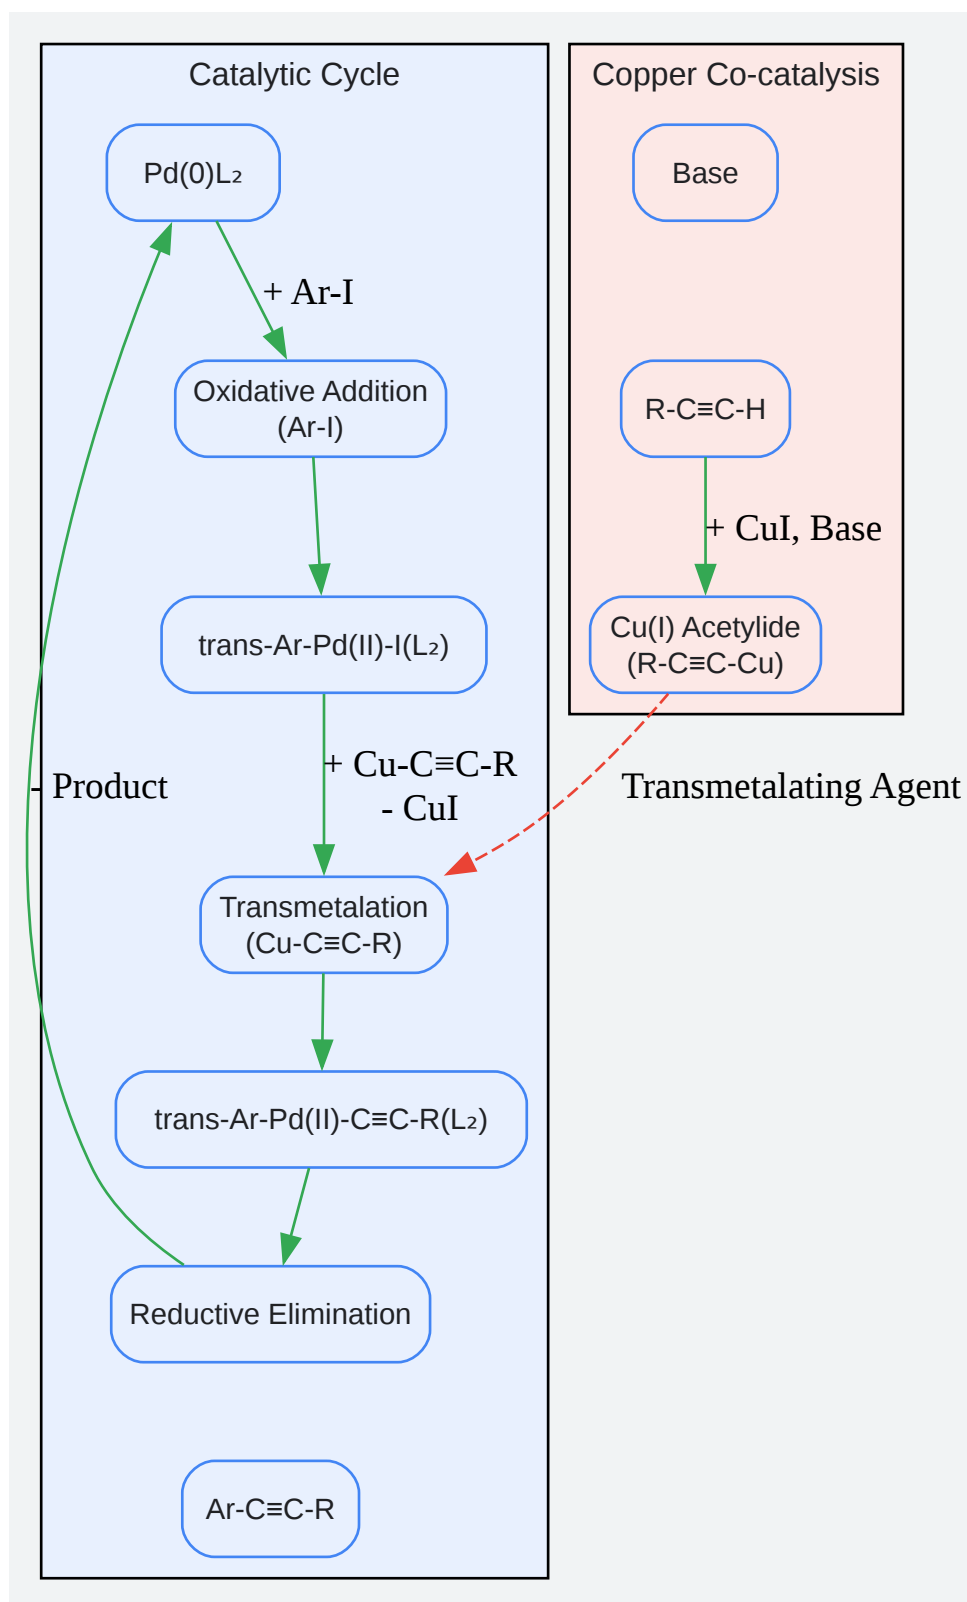 Catalytic Cycle
Pd(0)L₂
+ Ar-I
Oxidative Addition
(Ar-I)
trans-Ar-Pd(II)-I(L₂)
+ Cu-C≡C-R
- CuI
- Product
Transmetalation
(Cu-C≡C-R)
trans-Ar-Pd(II)-C≡C-R(L₂)
Reductive Elimination
Ar-C≡C-R
Copper Co-catalysis
Base
R-C≡C-H
+ CuI, Base
Cu(I) Acetylide
(R-C≡C-Cu)
Transmetalating Agent